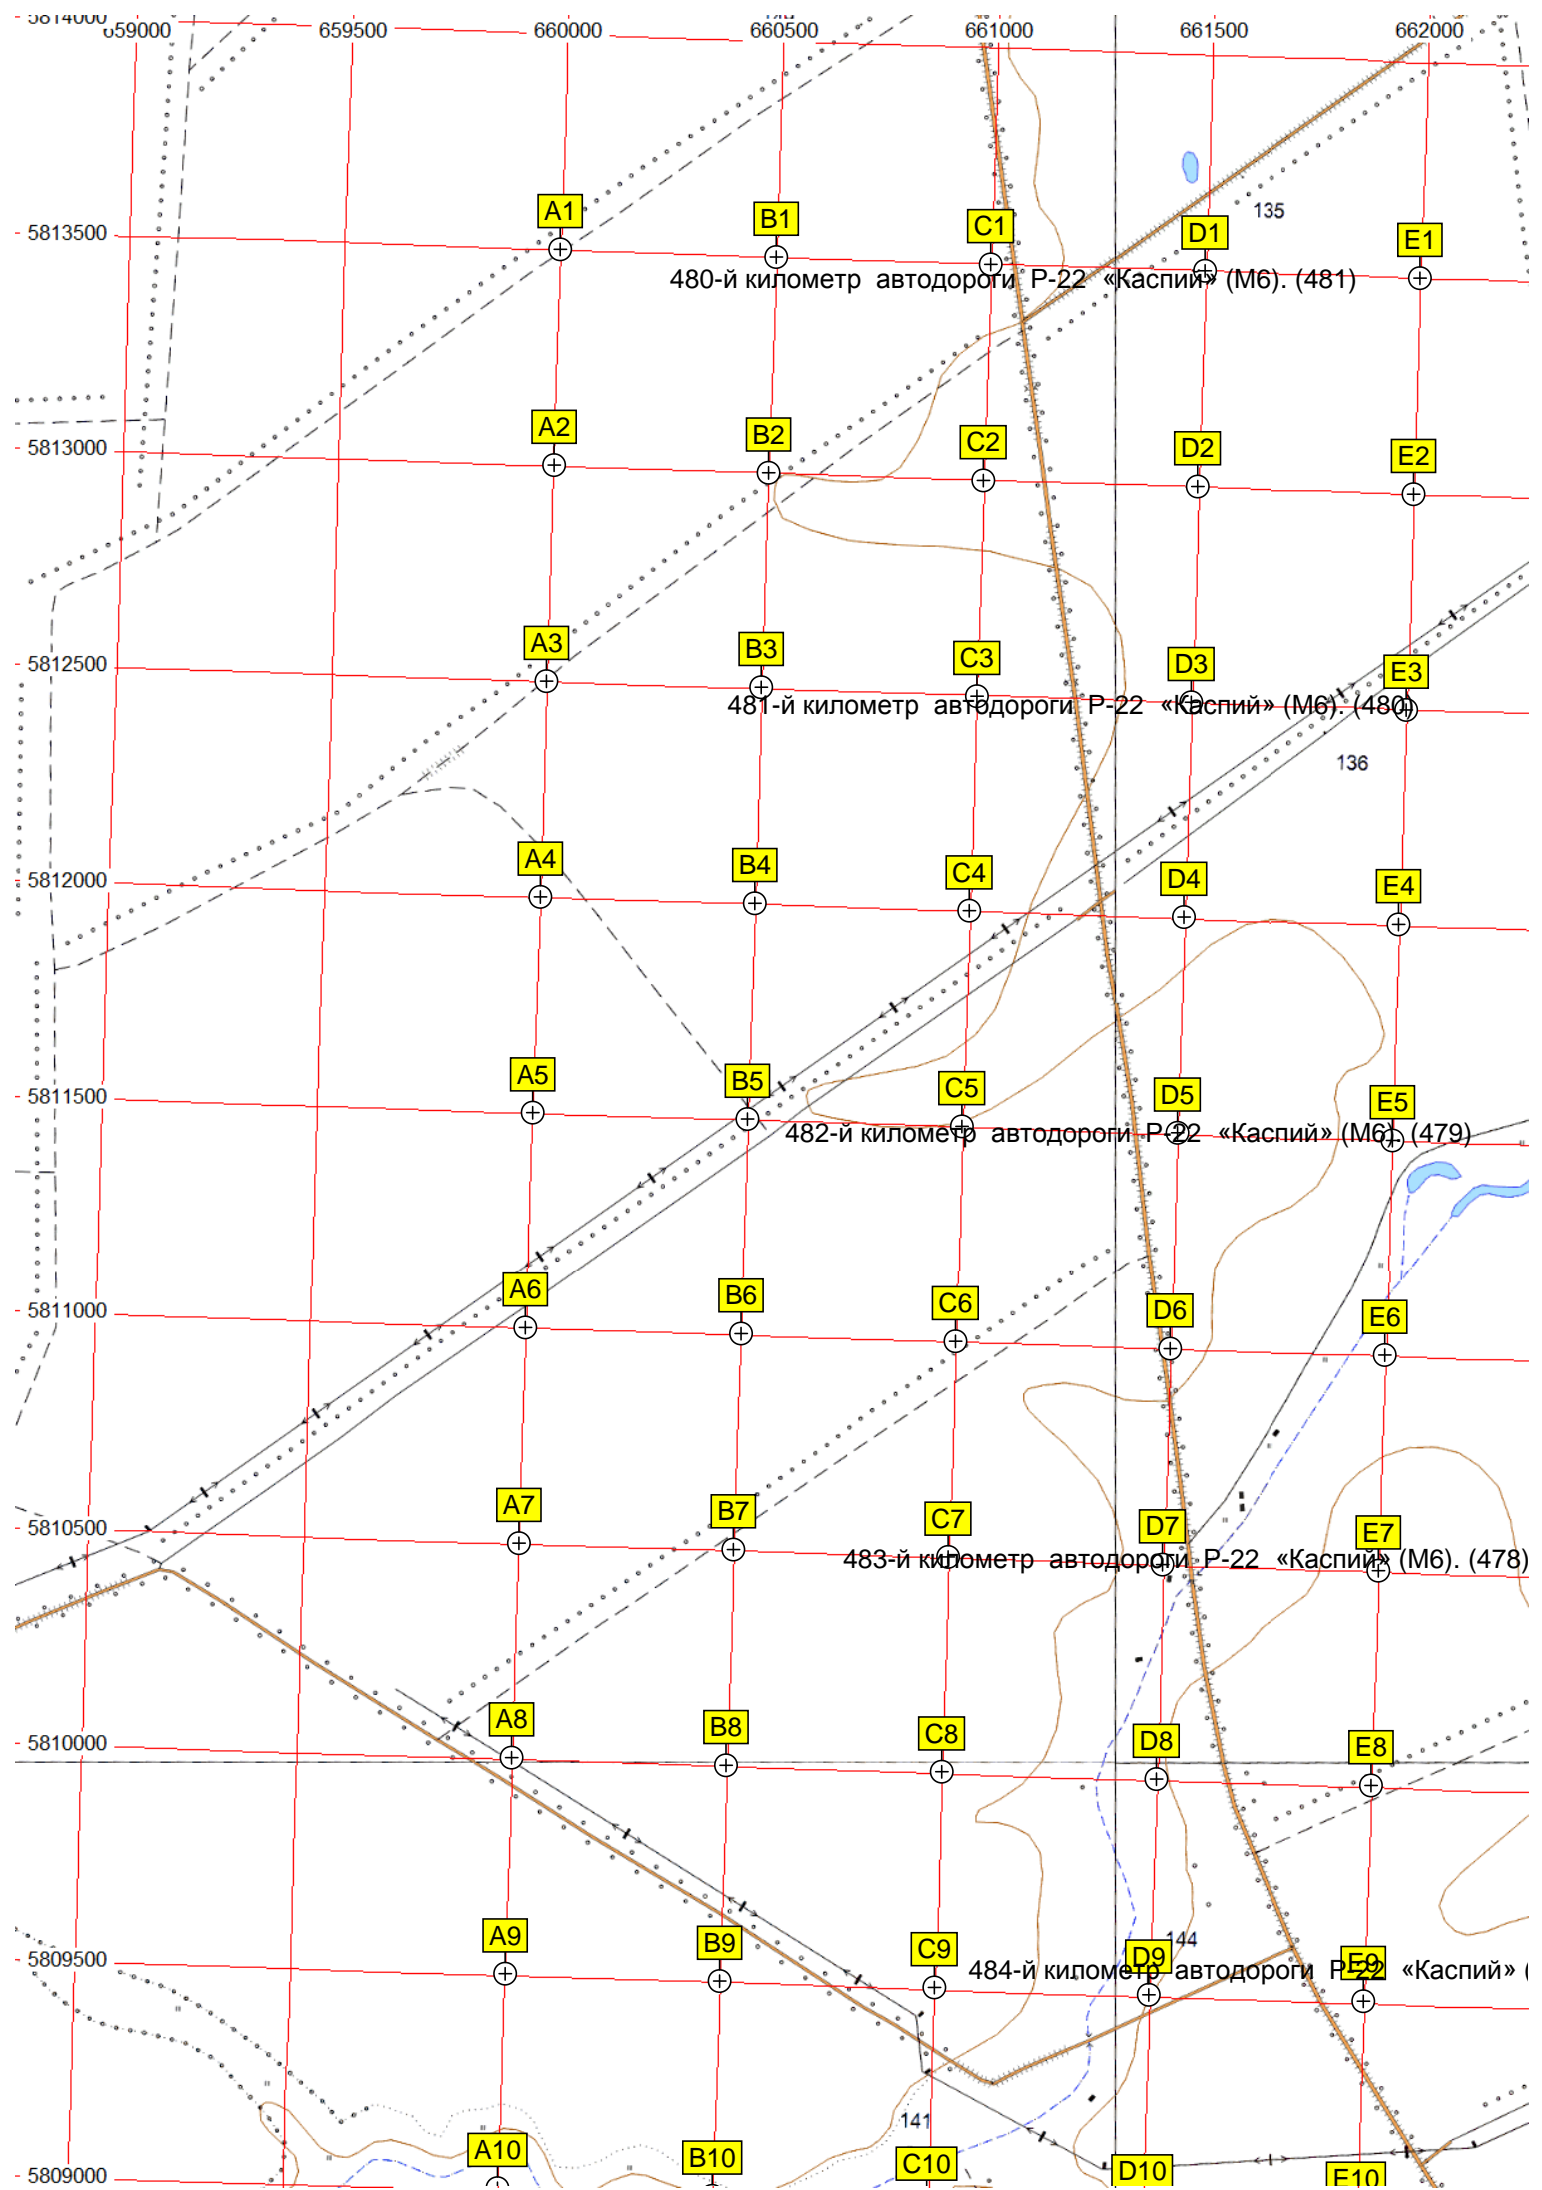 5814000
659000 659500 660000 660500 661000 661500 662000
135
A1 B1 C1 D1 E1
5813500
480-й километр автодороги Р-22 «Каспий» (М6). (481)
A2 B2 C2 D2 E2
5813000
A3 B3 C3 D3 E3
5812500
481-й километр автодороги Р-22 «Каспий» (М6). (480)
136
A4 B4 C4 D4 E4
5812000
A5 B5 C5 D5 E5
5811500
482-й километр автодороги Р-22 «Каспий» (М6). (479)
A6 B6 C6 D6 E6
5811000
A7 B7 C7 D7 E7
5810500
483-й километр автодороги Р-22 «Каспий» (М6). (478)
A8 B8 C8 D8 E8
5810000
144
A9 B9 C9 D9 E9
5809500
484-й километр автодороги Р-22 «Каспий» (
141
A10 B10 C10 D10 E10
5809000